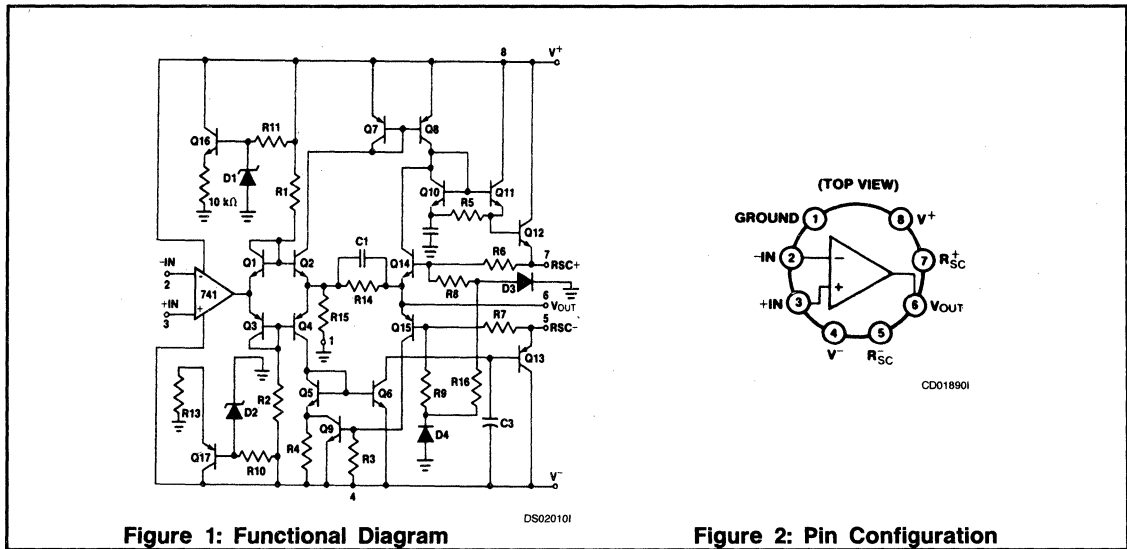 8
V+
Q7
Q8
Q16
R11
D1
R1
10 kΩ
Q10
Q11
R5
Q12
C1
R6
7
RSC+
Q1
Q2
Q14
R8
D3
-IN
2
741
-
+
+IN
3
R14
6
VOUT
R15
1
R7
5
RSC-
Q3
Q4
Q15
Q13
R13
D2
R2
Q5
Q6
R9
R16
C3
Q9
R4
R3
D4
Q17
R10
V-
4
DS02010I
Figure 1: Functional Diagram
(TOP VIEW)
GROUND
1
8
V+
-IN
2
-
7
R+SC
+IN
3
+
6
VOUT
4
V-
5
R-SC
CD01890I
Figure 2: Pin Configuration